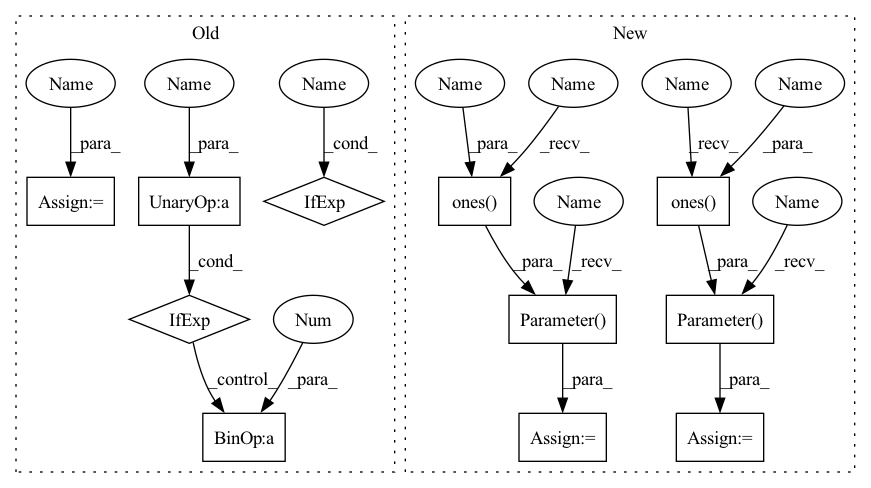 Old
New
Name
Name
Name
Name
Name
Name
Name
_para_
_para_
_cond_
_para_
_recv_
_recv_
_para_
Assign:=
UnaryOp:a
IfExp
ones()
Name
ones()
Name
_cond_
_para_
_recv_
_para_
_recv_
IfExp
Num
Parameter()
Parameter()
_control_
_para_
_para_
_para_
BinOp:a
Assign:=
Assign:=